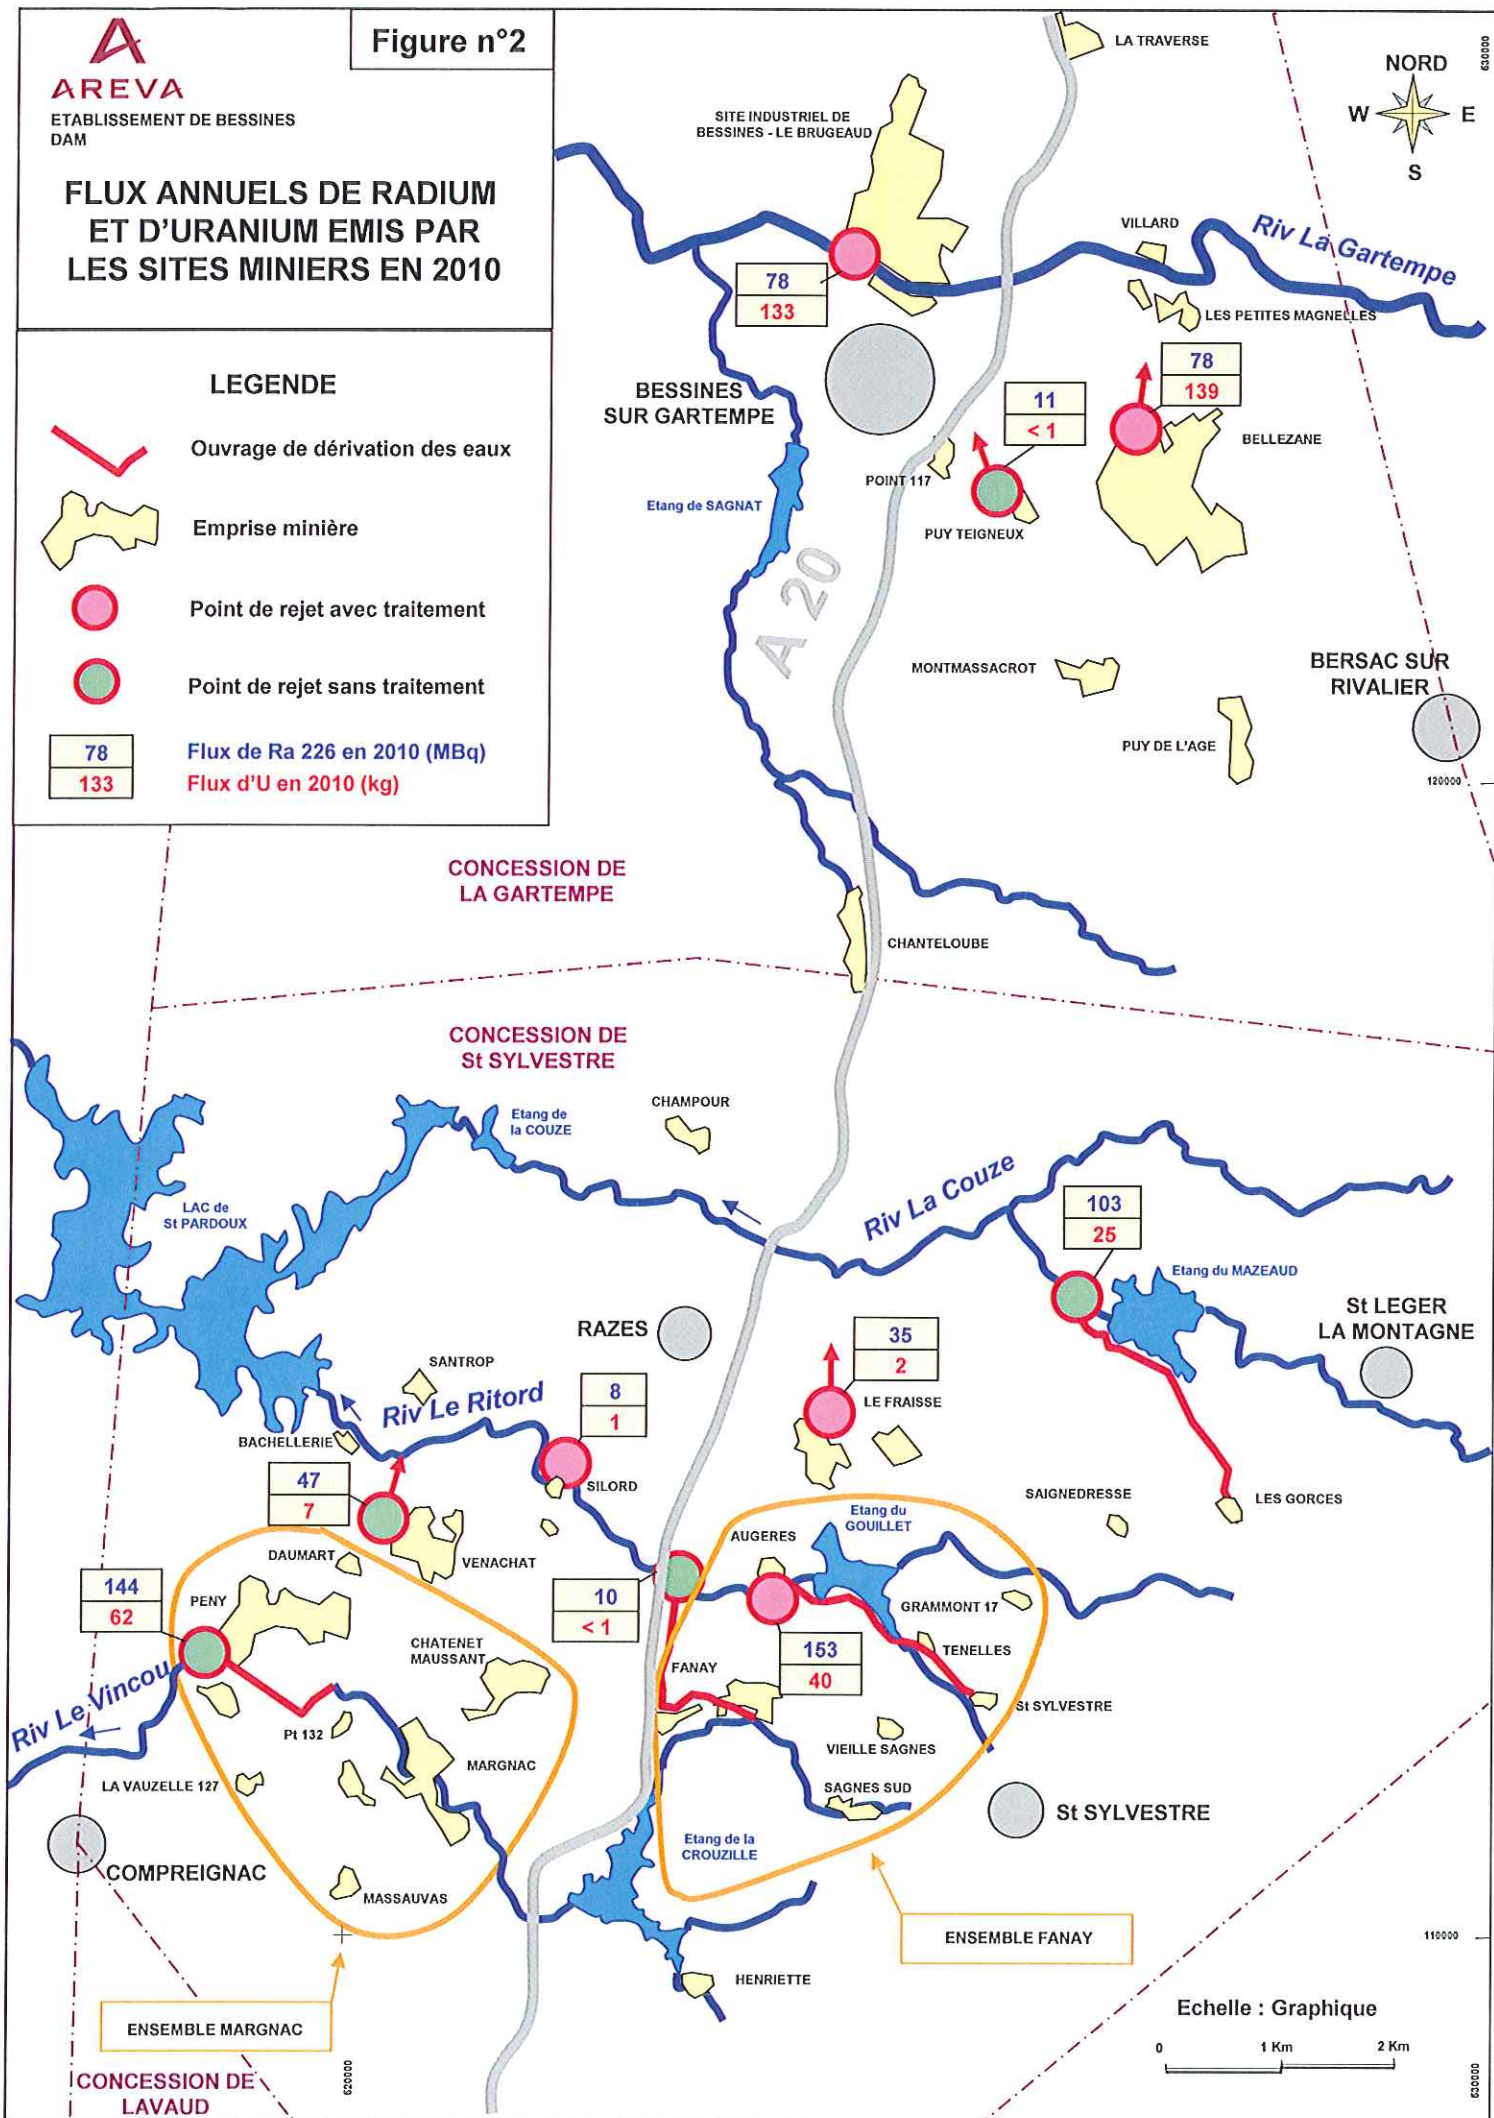 AREVA
ETABLISSEMENT DE BESSINES
DAM
Figure n°2
FLUX ANNUELS DE RADIUM
ET D'URANIUM EMIS PAR
LES SITES MINIERS EN 2010
LEGENDE
Ouvrage de dérivation des eaux
Emprise minière
Point de rejet avec traitement
Point de rejet sans traitement
78
Flux de Ra 226 en 2010 (MBq)
133
Flux d'U en 2010 (kg)
LA TRAVERSE
NORD
W
E
S
630000
SITE INDUSTRIEL DE
BESSINES - LE BRUGEAUD
VILLARD
Riv La Gartempe
78
133
LES PETITES MAGNELLES
BESSINES
SUR GARTEMPE
11
< 1
78
139
BELLEZANE
POINT 117
Etang de SAGNAT
PUY TEIGNEUX
A 20
MONTMASSACROT
BERSAC SUR
RIVALIER
PUY DE L'AGE
120000
CONCESSION DE
LA GARTEMPE
CHANTELOUBE
CONCESSION DE
St SYLVESTRE
CHAMPOUR
Etang de
la COUZE
LAC de
St PARDOUX
Riv La Couze
103
25
Etang du MAZEAUD
St LEGER
LA MONTAGNE
RAZES
35
2
LE FRAISSE
SANTROP
Riv Le Ritord
8
1
BACHELLERIE
47
7
SILORD
SAIGNEDRESSE
LES GORCES
Etang du
GOUILLET
AUGERES
DAUMART
VENACHAT
144
62
PENY
10
< 1
GRAMMONT 17
CHATENET
MAUSSANT
FANAY
153
40
TENELLES
St SYLVESTRE
Riv Le Vincou
Pt 132
VIEILLE SAGNES
MARGNAC
LA VAUZELLE 127
SAGNES SUD
St SYLVESTRE
Etang de la
CROUZILLE
COMPREIGNAC
MASSAUVAS
ENSEMBLE FANAY
110000
HENRIETTE
ENSEMBLE MARGNAC
Echelle : Graphique
0
1 Km
2 Km
CONCESSION DE
LAVAUD
620000
630000